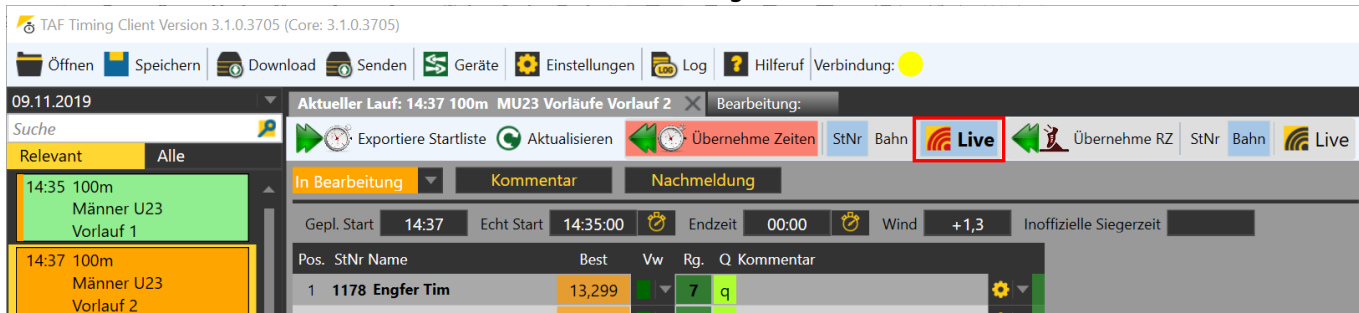 TAF Timing Client Version 3.1.0.3705 (Core: 3.1.0.3705)
Öffnen Speichern Download Senden Geräte Einstellungen LOG Log ? Hilferuf Verbindung:
09.11.2019 Aktueller Lauf: 14:37 100m MU23 Vorläufe Vorlauf 2 Bearbeitung:
Suche
Exportiere Startliste Aktualisieren Übernehme Zeiten StNr Bahn Live Übernehme RZ StNr Bahn Live
Relevant Alle
In Bearbeitung Kommentar Nachmeldung
14:35 100m
Männer U23
Vorlauf 1
Gepl. Start 14:37 Echt Start 14:35:00 Endzeit 00:00 Wind +1,3 Inoffizielle Siegerzeit
14:37 100m
Männer U23
Vorlauf 2
Pos. StNr Name Best Vw Rg. Q Kommentar
1 1178 Engfer Tim 13,299 7 q